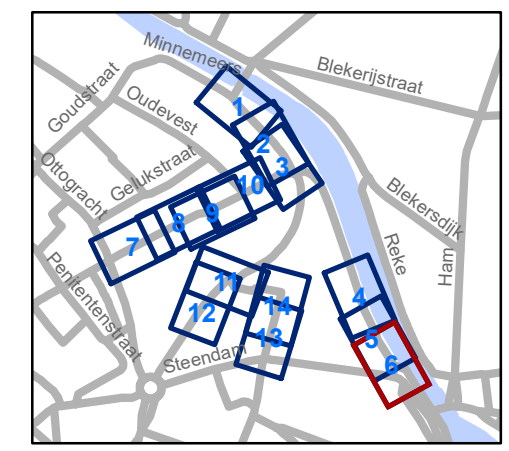 Minnemeers
Blekerijstraat
Goudstraat
Oudevest
1
2
3
Gelukstraat
Ottogracht
10
9
8
7
Blekersdijk
Reke
Ham
Penitentenstraat
11
12
14
13
4
5
6
Steendam